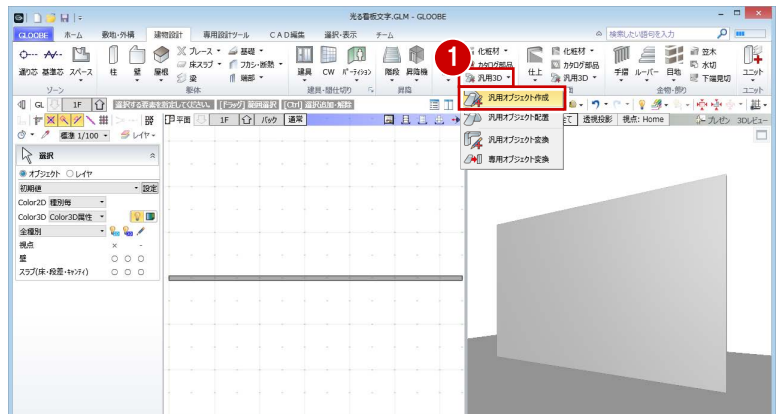 光る看板文字.GLM - GLOOBE
GLOOBE ホーム 敷地・外構 建物設計 専用設計ツール CAD編集 選択・表示 チーム 検索したい語句を入力
通り芯 基準芯 スペース
柱 壁 屋根
ブレース 基礎
床スラブ フカシ・断熱
梁 細部
建具 CW パーテイション
階段 昇降機
化粧材
カタログ部品
汎用3D
仕上
化粧材
カタログ部品
汎用3D
手摺 ルーバー 目地
笠木
水切
下端見切
ユニット
ゾーン 躯体 建具・間仕切り 昇降 金物・飾り ユニット
1
汎用オブジェクト作成
汎用オブジェクト配置
汎用オブジェクト変換
専用オブジェクト変換
GL 1F 選択する要素を指定してください [ドラッグ] 範囲選択 [Ctrl] 選択追加・解除
標準 1/100 レイヤー
平面 1F バック 通常
透視投影 視点: Home プレゼン 3Dビュー
選択
オブジェクト レイヤ
初期値 設定
Color2D 種別毎
Color3D Color3D属性
全種別
視点 × -
壁 ○ ○ ○
スラブ(床・段差・キャンティ) ○ ○ ○